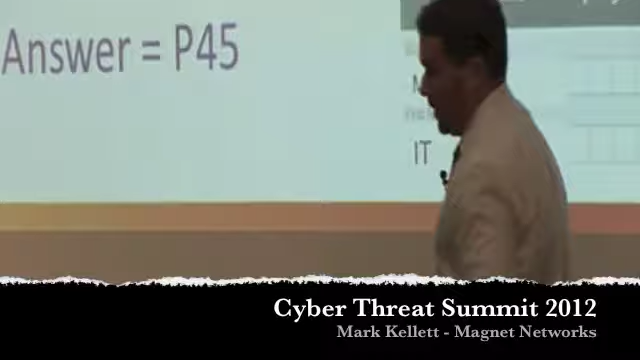 Answer = P45
IT
Cyber Threat Summit 2012
Mark Kellett - Magnet Networks